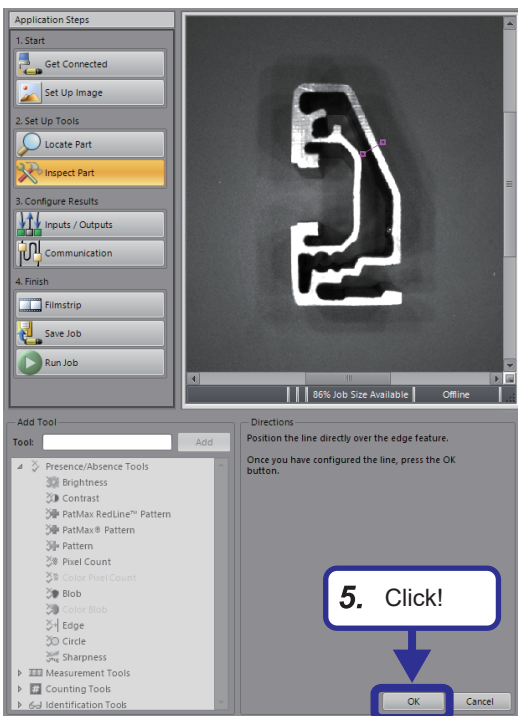 Application Steps
1. Start
Get Connected
Set Up Image
2. Set Up Tools
Locate Part
Inspect Part
3. Configure Results
Inputs / Outputs
Communication
4. Finish
Filmstrip
Save Job
Run Job
86% Job Size Available
Offline
Add Tool
Tool:
Add
Presence/Absence Tools
Brightness
Contrast
PatMax RedLine™ Pattern
PatMax® Pattern
Pattern
Pixel Count
Color Pixel Count
Blob
Color Blob
Edge
Circle
Sharpness
Measurement Tools
Counting Tools
Identification Tools
Directions
Position the line directly over the edge feature.
Once you have configured the line, press the OK
button.
5. Click!
OK
Cancel